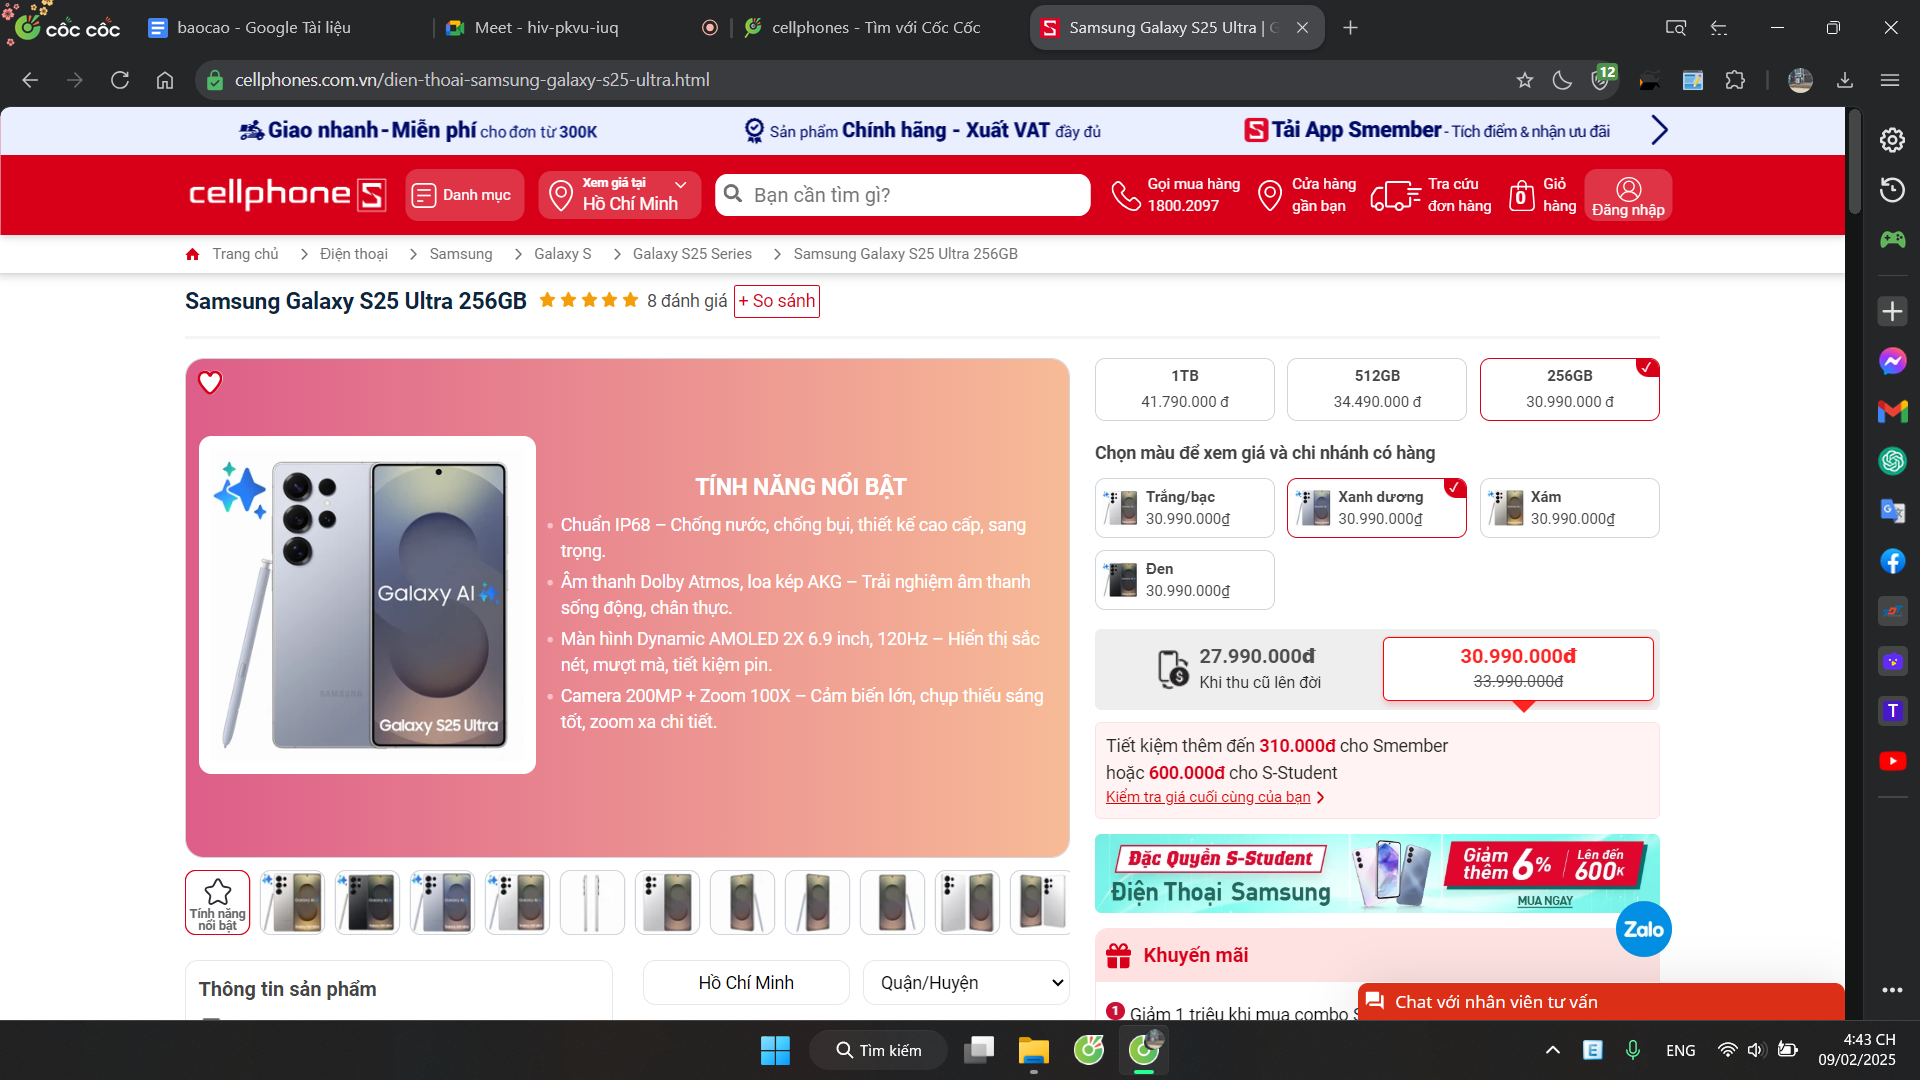 cốc cốc
baocao - Google Tài liệu
Meet - hiv-pkvu-iuq
cellphones - Tìm với Cốc Cốc
Samsung Galaxy S25 Ultra | G
cellphones.com.vn/dien-thoai-samsung-galaxy-s25-ultra.html
12
Giao nhanh - Miễn phí cho đơn từ 300K
Sản phẩm Chính hãng - Xuất VAT đầy đủ
S Tải App Smember - Tích điểm & nhận ưu đãi
cellphoneS
Danh mục
Xem giá tại
Hồ Chí Minh
Bạn cần tìm gì?
Gọi mua hàng
1800.2097
Cửa hàng
gần bạn
Tra cứu
đơn hàng
0
Giỏ
hàng
Đăng nhập
Trang chủ
Điện thoại
Samsung
Galaxy S
Galaxy S25 Series
Samsung Galaxy S25 Ultra 256GB
Samsung Galaxy S25 Ultra 256GB
8 đánh giá
+ So sánh
Galaxy AI
SAMSUNG
Galaxy S25 Ultra
TÍNH NĂNG NỔI BẬT
Chuẩn IP68 – Chống nước, chống bụi, thiết kế cao cấp, sang
trọng.
Âm thanh Dolby Atmos, loa kép AKG – Trải nghiệm âm thanh
sống động, chân thực.
Màn hình Dynamic AMOLED 2X 6.9 inch, 120Hz – Hiển thị sắc
nét, mượt mà, tiết kiệm pin.
Camera 200MP + Zoom 100X – Cảm biến lớn, chụp thiếu sáng
tốt, zoom xa chi tiết.
Tính năng
nổi bật
Thông tin sản phẩm
Hồ Chí Minh
Quận/Huyện
1TB
41.790.000 đ
512GB
34.490.000 đ
256GB
30.990.000 đ
Chọn màu để xem giá và chi nhánh có hàng
Trắng/bạc
30.990.000₫
Xanh dương
30.990.000₫
Xám
30.990.000₫
Đen
30.990.000₫
27.990.000đ
Khi thu cũ lên đời
30.990.000đ
33.990.000đ
Tiết kiệm thêm đến 310.000đ cho Smember
hoặc 600.000đ cho S-Student
Kiểm tra giá cuối cùng của bạn
Đặc Quyền S-Student
Điện Thoại Samsung
Giảm
thêm 6%
Lên đến
600K
MUA NGAY
Zalo
Khuyến mãi
1
Giảm 1 triệu khi mua combo S
Chat với nhân viên tư vấn
T
Tìm kiếm
E
ENG
4:43 CH
09/02/2025